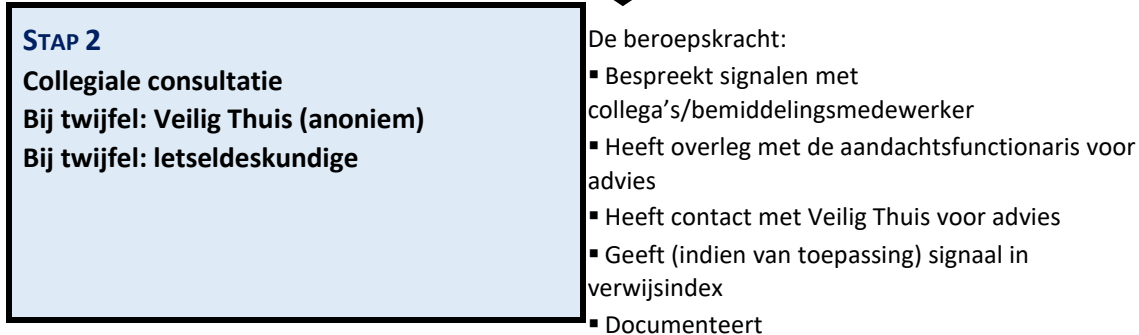 STAP 2
Collegiale consultatie
Bij twijfel: Veilig Thuis (anoniem)
Bij twijfel: letseldeskundige
De beroepskracht:
▪ Bespreekt signalen met
collega’s/bemiddelingsmedewerker
▪ Heeft overleg met de aandachtsfunctionaris voor
advies
▪ Heeft contact met Veilig Thuis voor advies
▪ Geeft (indien van toepassing) signaal in
verwijsindex
▪ Documenteert